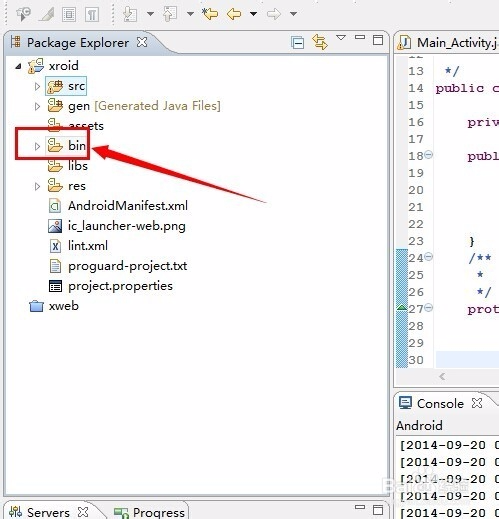 Package Explorer
xroid
src
gen [Generated Java Files]
assets
bin
libs
res
AndroidManifest.xml
ic_launcher-web.png
lint.xml
proguard-project.txt
project.properties
xweb
Servers
Progress
Main_Activity.j
12
13 */
14 public c
15
16 priv
17
18 publ
19
20
21
22
23 }
24 /**
25 *
26 */
27 prot
28
29
30
Console
Android
[2014-09-20 0
[2014-09-20 0
[2014-09-20 0
[2014-09-20 0
[2014-09-20 0